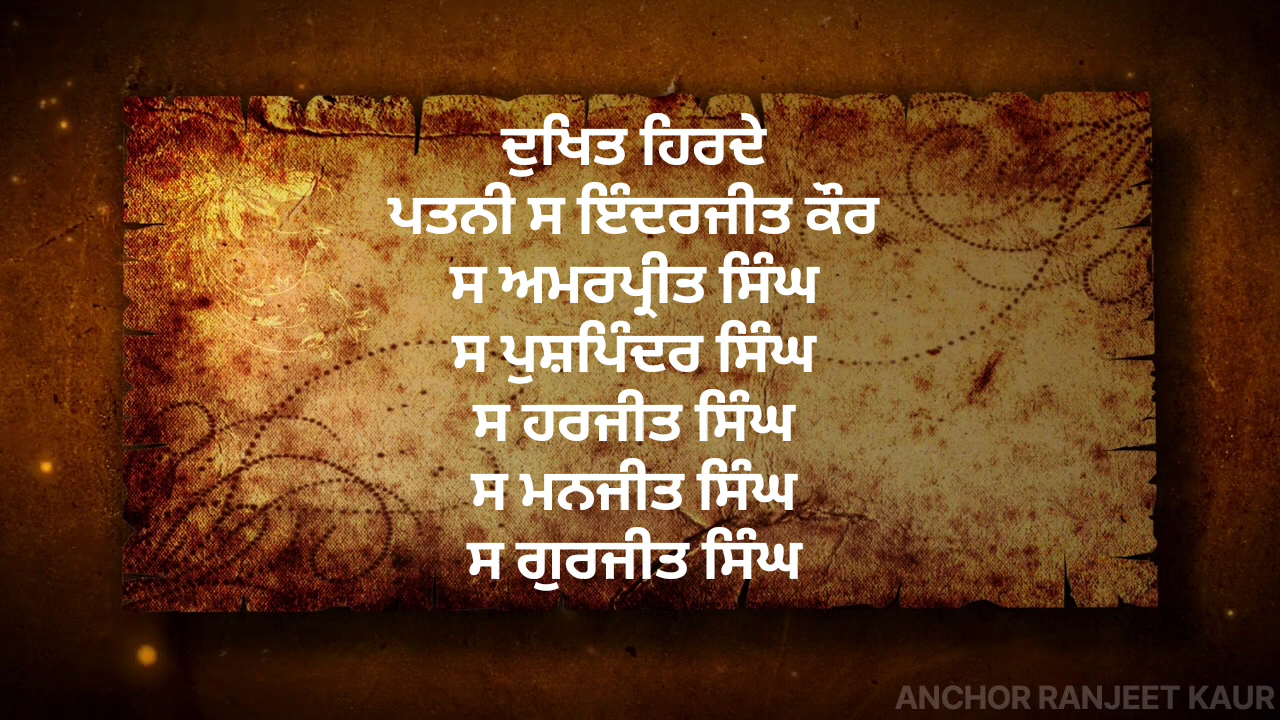 ਦੁਖਿਤ ਹਿਰਦੇ
ਪਤਨੀ ਸ ਇੰਦਰਜੀਤ ਕੌਰ
ਸ ਅਮਰਪ੍ਰੀਤ ਸਿੰਘ
ਸ ਪੁਸ਼ਪਿੰਦਰ ਸਿੰਘ
ਸ ਹਰਜੀਤ ਸਿੰਘ
ਸ ਮਨਜੀਤ ਸਿੰਘ
ਸ ਗੁਰਜੀਤ ਸਿੰਘ
ANCHOR RANJEET KAUR